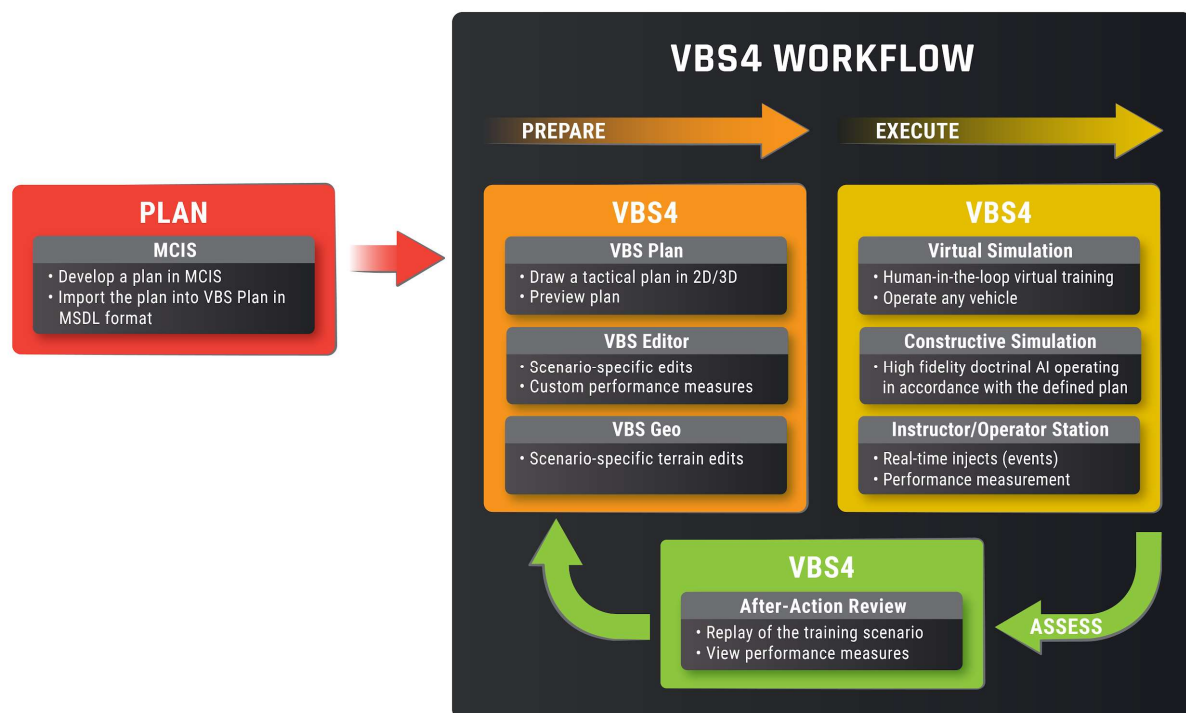 VBS4 WORKFLOW
PREPARE
EXECUTE
PLAN
MCIS
• Develop a plan in MCIS
• Import the plan into VBS Plan in
MSDL format
VBS4
VBS Plan
• Draw a tactical plan in 2D/3D
• Preview plan
VBS Editor
• Scenario-specific edits
• Custom performance measures
VBS Geo
• Scenario-specific terrain edits
VBS4
Virtual Simulation
• Human-in-the-loop virtual training
• Operate any vehicle
Constructive Simulation
• High fidelity doctrinal AI operating
in accordance with the defined plan
Instructor/Operator Station
• Real-time injects (events)
• Performance measurement
VBS4
After-Action Review
• Replay of the training scenario
• View performance measures
ASSESS